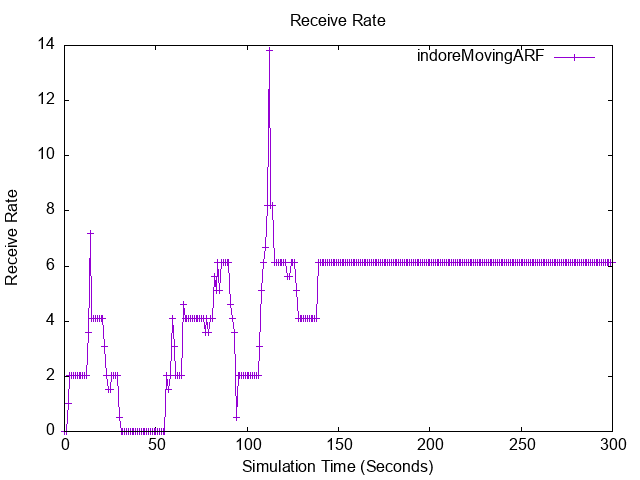 Receive Rate
indoreMovingARF
Receive Rate
14
12
10
8
6
4
2
0
0 50 100 150 200 250 300
Simulation Time (Seconds)